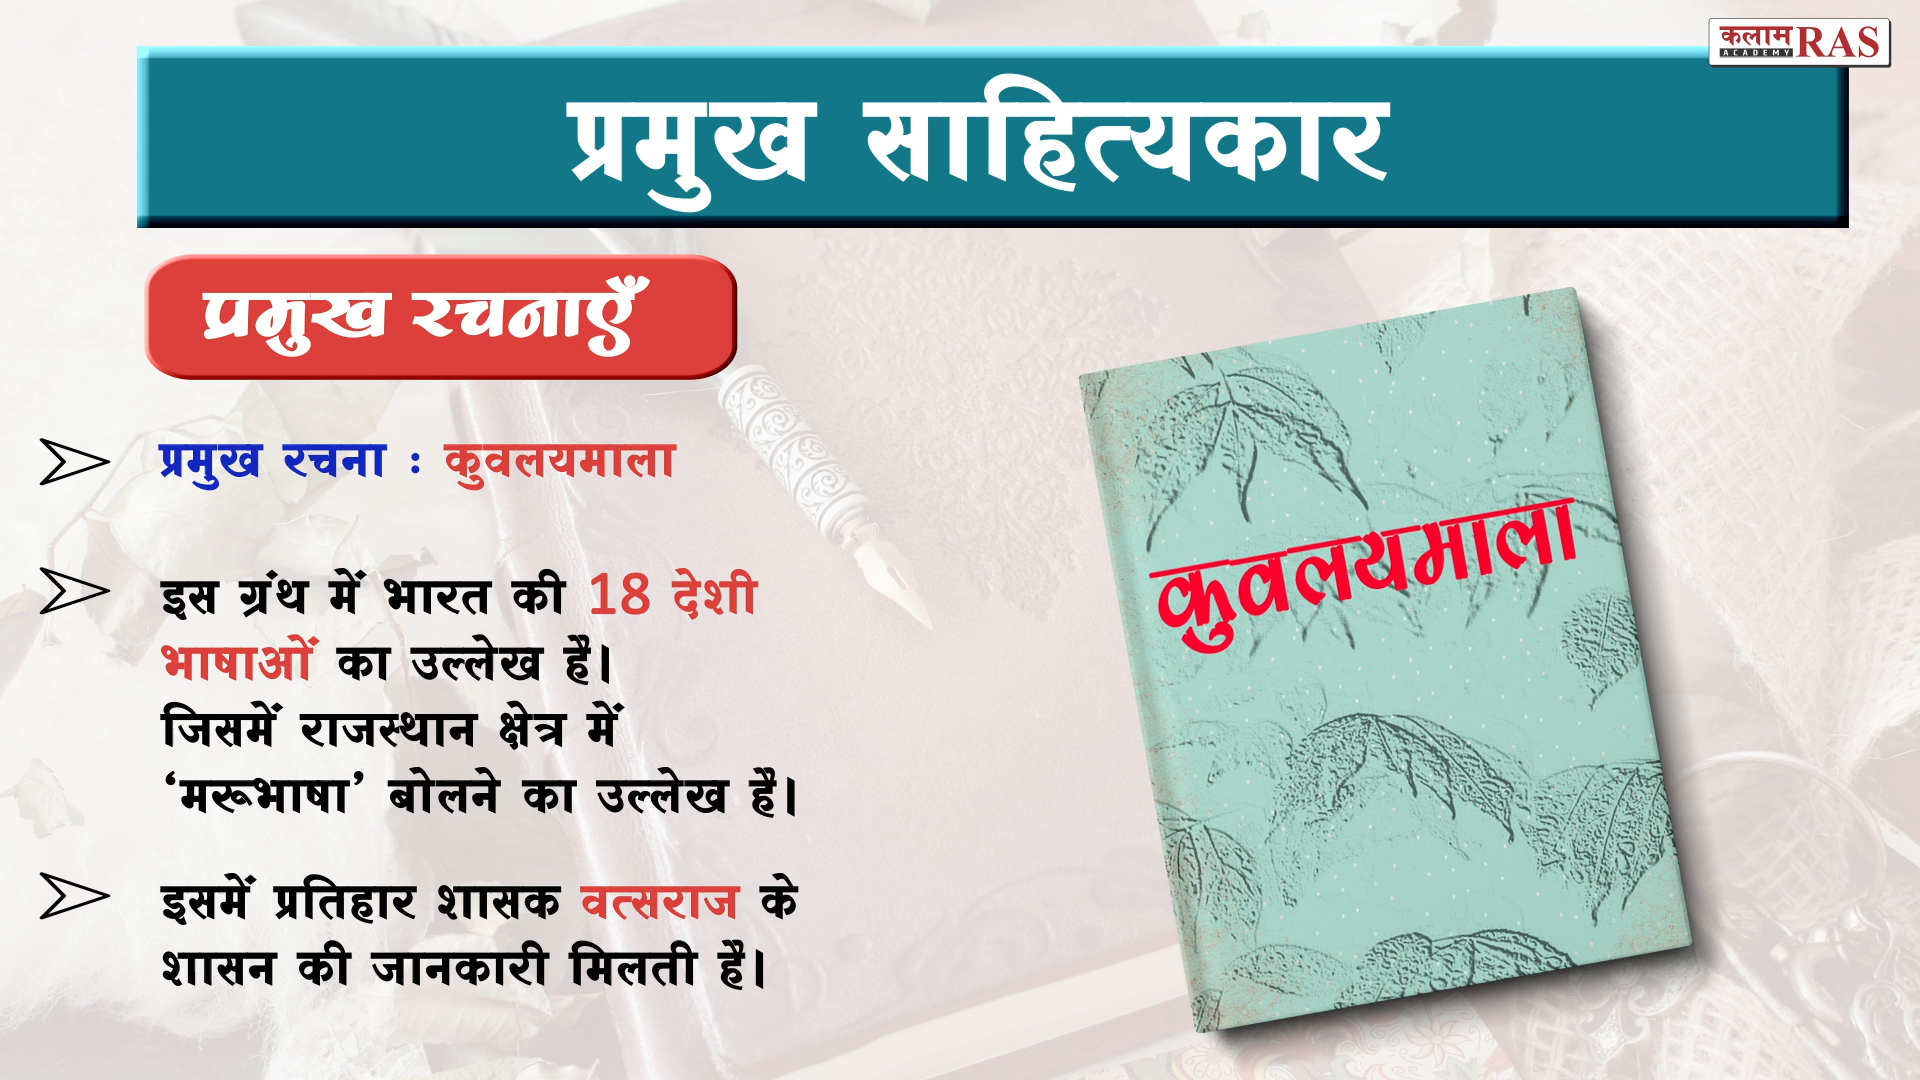 कलाम RAS
ACADEMY
प्रमुख साहित्यकार
प्रमुख रचनाएँ
प्रमुख रचना : कुवलयमाला
इस ग्रंथ में भारत की 18 देशी
भाषाओं का उल्लेख है।
जिसमें राजस्थान क्षेत्र में
‘मरूभाषा’ बोलने का उल्लेख है।
इसमें प्रतिहार शासक वत्सराज के
शासन की जानकारी मिलती है।
कुवलयमाला